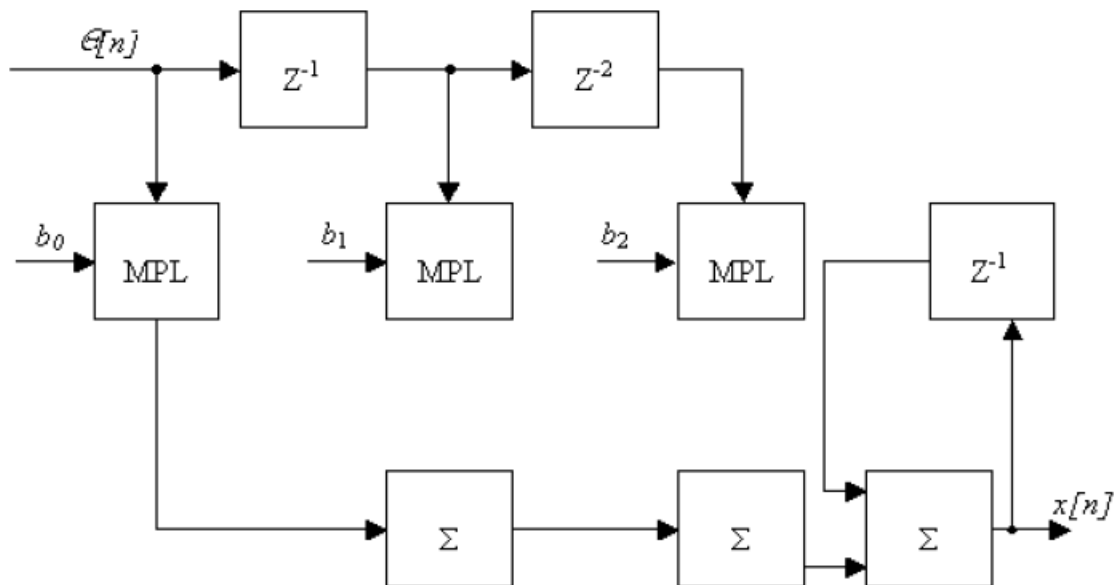 ∈[n]
Z⁻¹
Z⁻²
b₀
MPL
b₁
MPL
b₂
MPL
Z⁻¹
Σ
Σ
Σ
x[n]